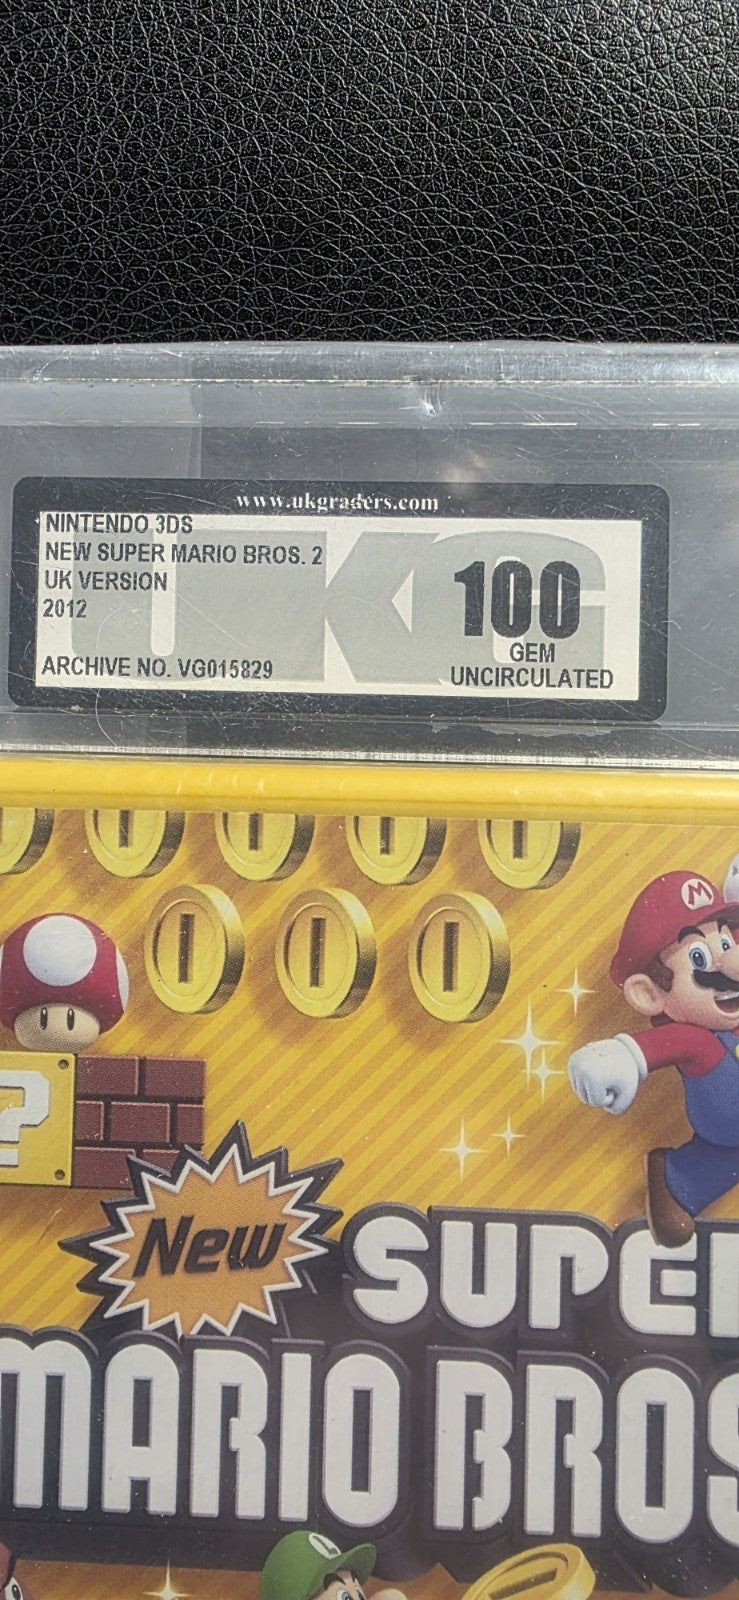 www.ukgraders.com
NINTENDO 3DS
NEW SUPER MARIO BROS. 2
UK VERSION
2012
ARCHIVE NO. VG015829
UKG
100
GEM
UNCIRCULATED
M
?
New SUPER
MARIO BROS
L